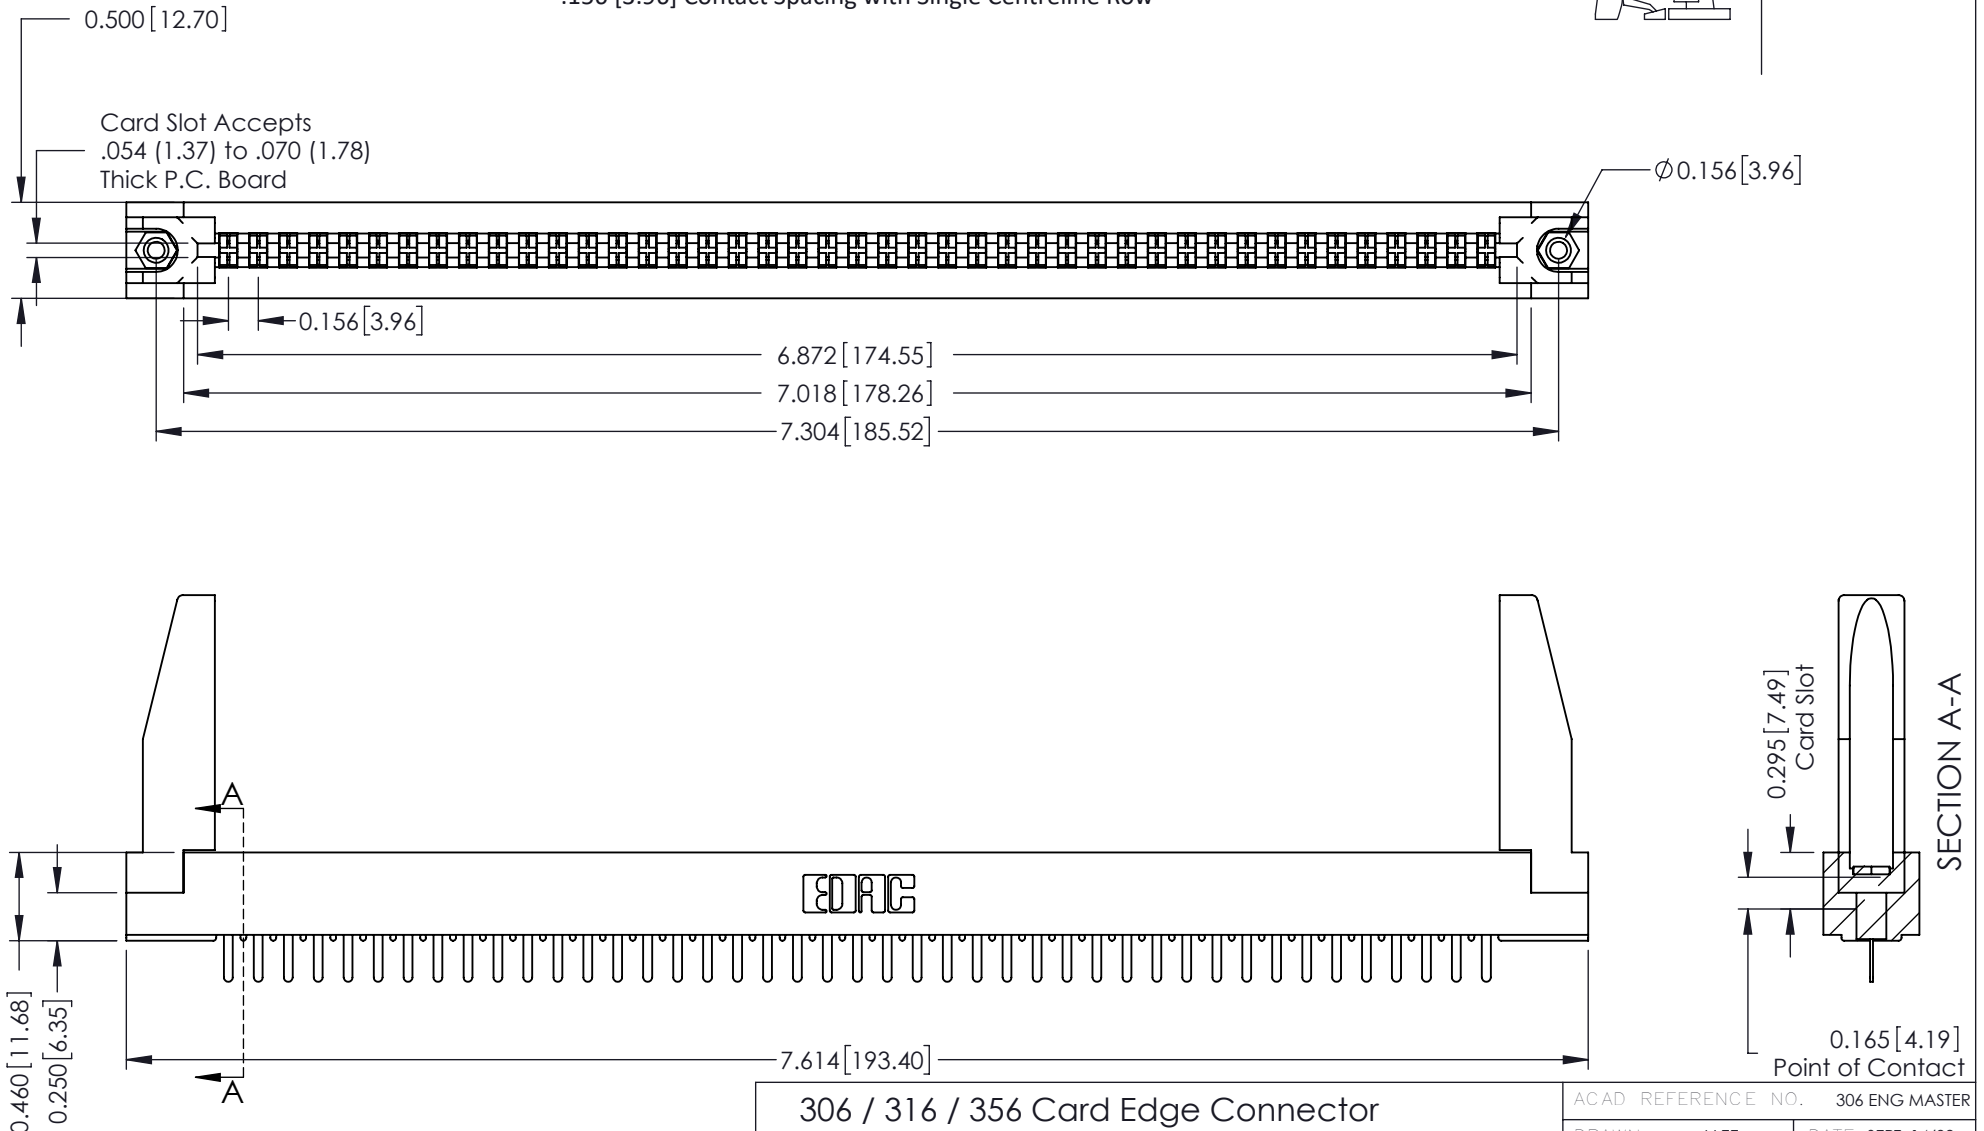 .156 [3.96] Contact Spacing with Single Centreline Row
0.500 [12.70]
Card Slot Accepts
.054 (1.37) to .070 (1.78)
Thick P.C. Board
Ø0.156[3.96]
0.156[3.96]
6.872[174.55]
7.018[178.26]
7.304[185.52]
0.295[7.49]
Card Slot
SECTION A-A
A
EDAC
0.460[11.68]
0.250[6.35]
7.614[193.40]
A
0.165[4.19]
Point of Contact
306 / 316 / 356 Card Edge Connector
ACAD REFERENCE NO. 306 ENG MASTER